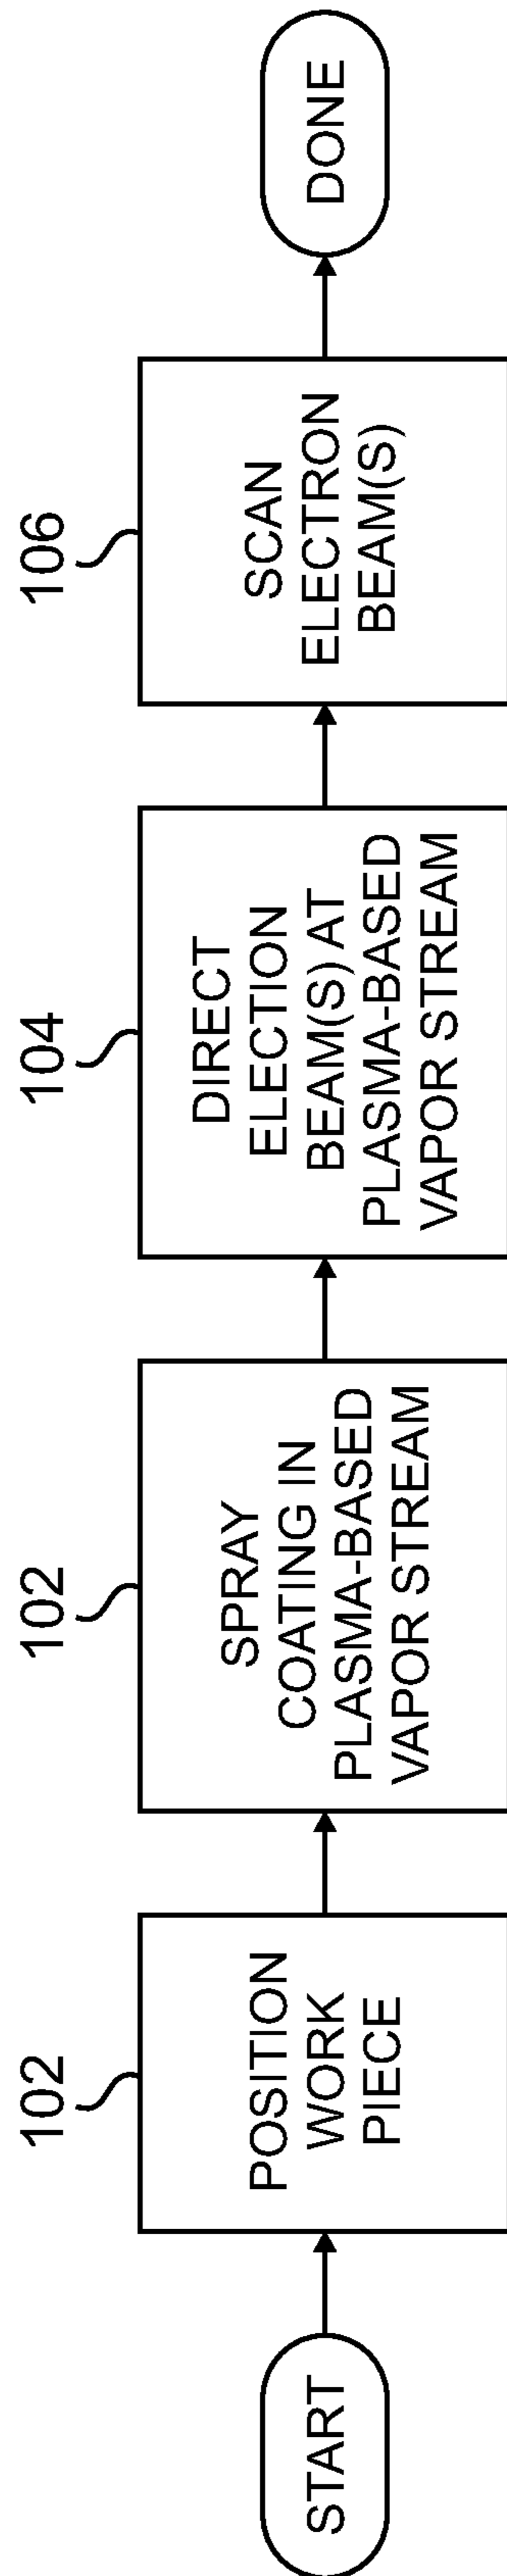 START
102
POSITION
WORK
PIECE
102
SPRAY
COATING IN
PLASMA-BASED
VAPOR STREAM
104
DIRECT
ELECTION
BEAM(S) AT
PLASMA-BASED
VAPOR STREAM
106
SCAN
ELECTRON
BEAM(S)
DONE